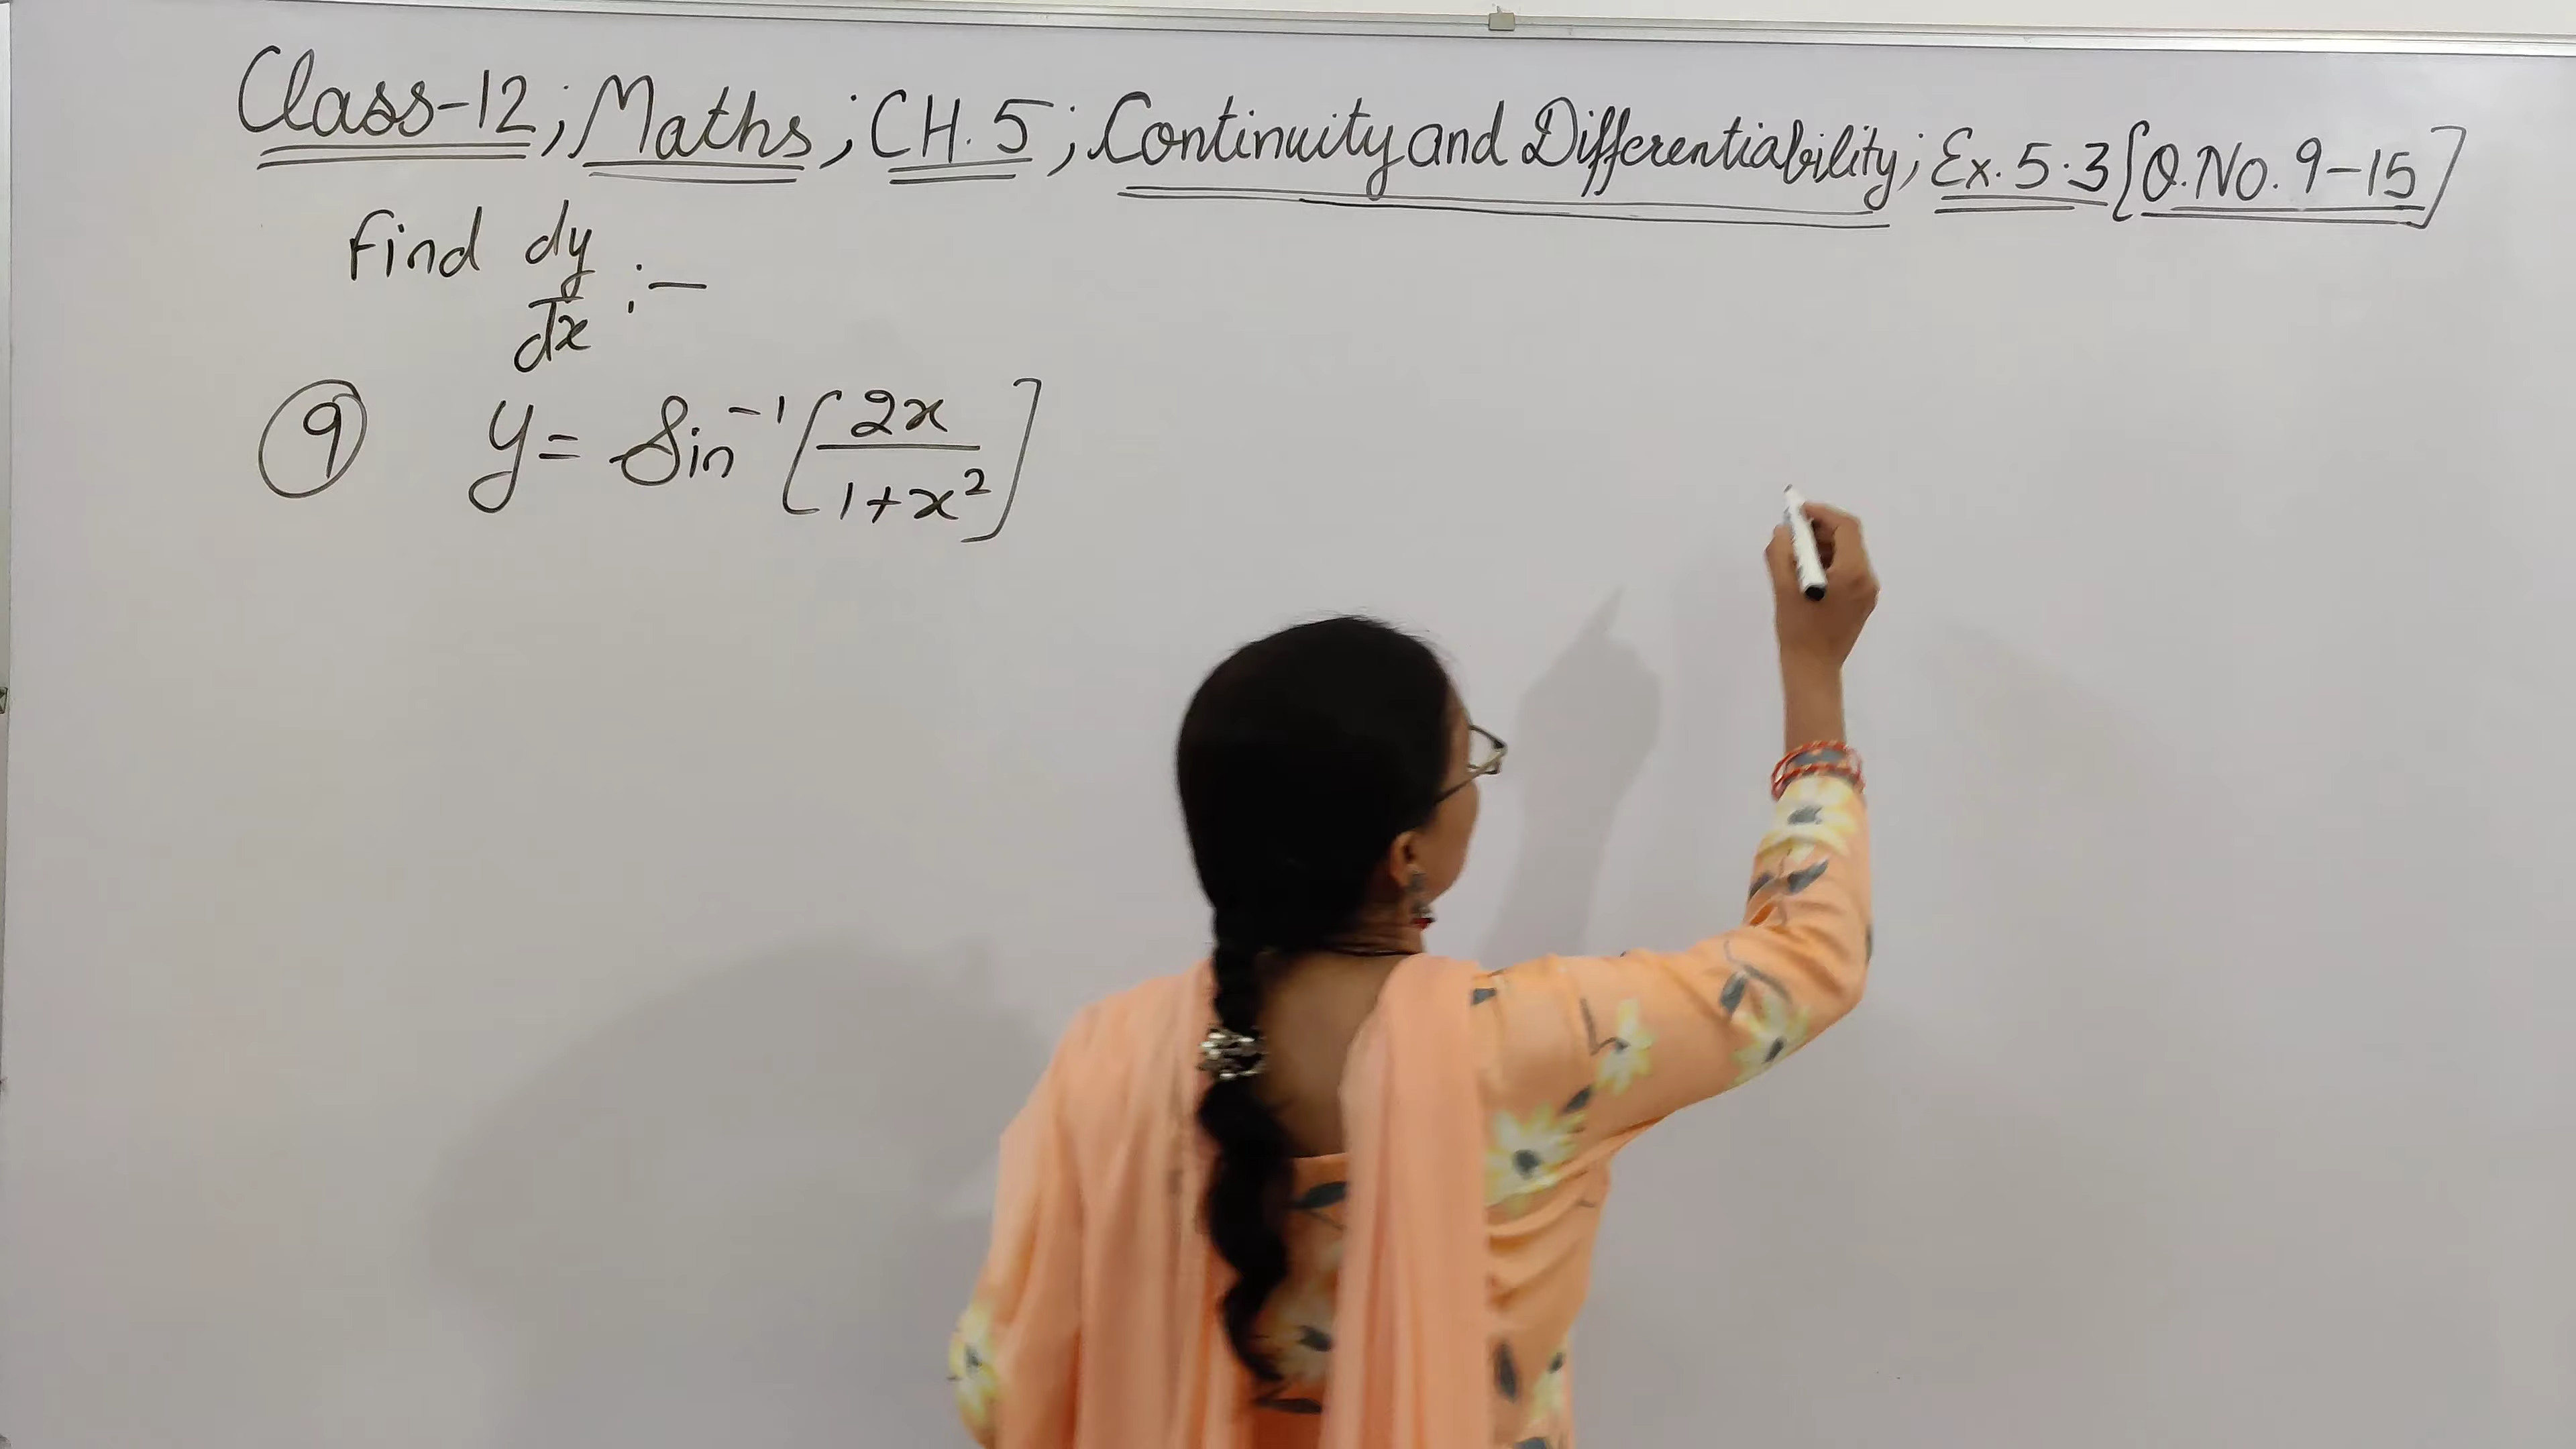 Class-12; Maths; CH. 5; Continuity and Differentiability; Ex. 5.3 [Q.No. 9-15]
Find dy/dx :-
9 y = Sin⁻¹ [2x/1+x²]